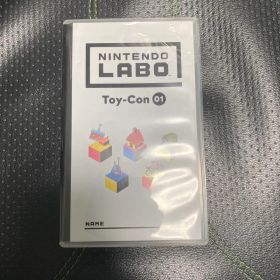 NINTENDO
LABO
Toy-Con 01
NAME